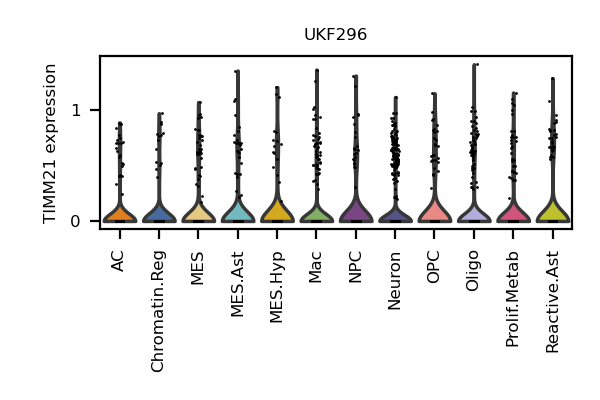 UKF296
TIMM21 expression
1
0
AC
Chromatin.Reg
MES
MES.Ast
MES.Hyp
Mac
NPC
Neuron
OPC
Oligo
Prolif.Metab
Reactive.Ast